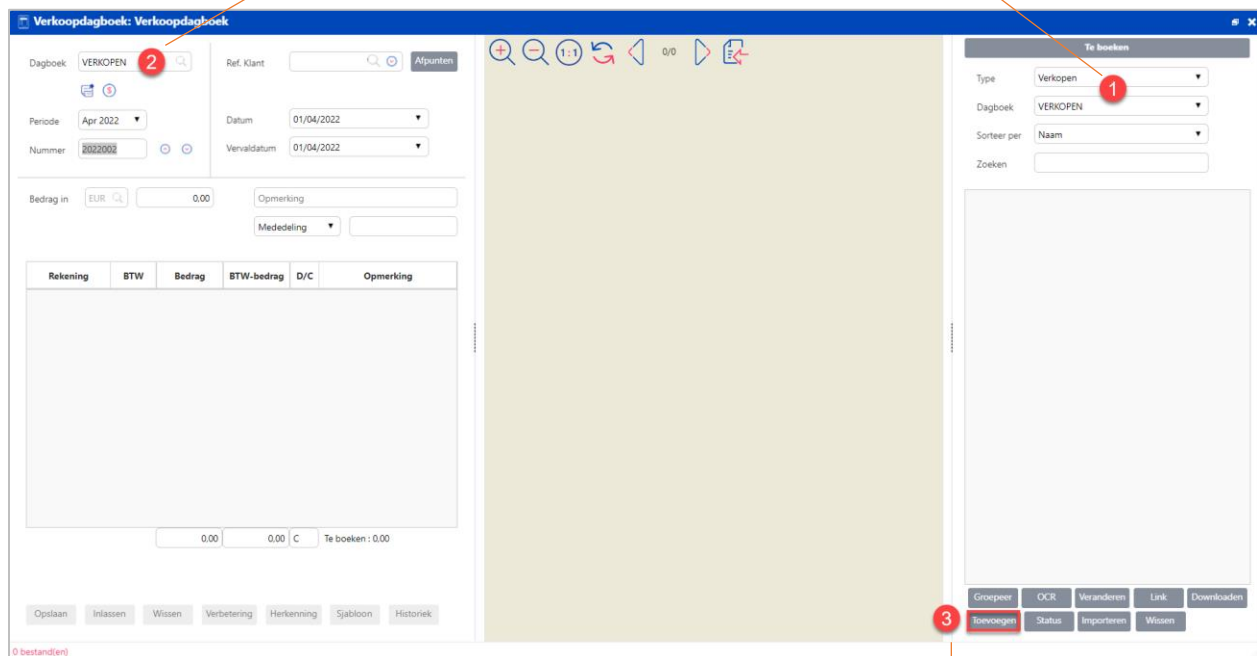 Verkoopdagboek: Verkoopdagboek
Dagboek VERKOPEN 2 Ref. Klant Afpunten
Periode Apr 2022 Datum 01/04/2022
Nummer 2022002 Vervaldatum 01/04/2022
Bedrag in EUR 0,00 Opmerking
Mededeling
Rekening BTW Bedrag BTW-bedrag D/C Opmerking
0,00 0,00 C Te boeken : 0,00
Opslaan Inlassen Wissen Verbetering Herkenning Sjabloon Historiek
0 bestand(en)
1:1 0/0
Te boeken
Type Verkopen 1
Dagboek VERKOPEN
Sorteer per Naam
Zoeken
Groepeer OCR Veranderen Link Downloaden
3 Toevoegen Status Importeren Wissen